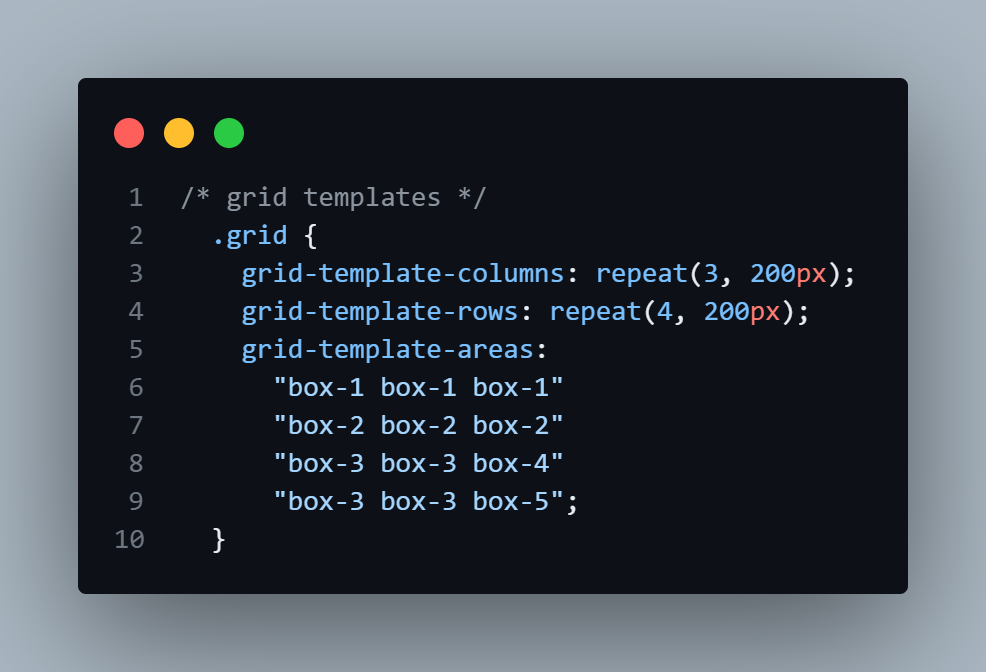 1 /* grid templates */
2 .grid {
3 grid-template-columns: repeat(3, 200px);
4 grid-template-rows: repeat(4, 200px);
5 grid-template-areas:
6 "box-1 box-1 box-1"
7 "box-2 box-2 box-2"
8 "box-3 box-3 box-4"
9 "box-3 box-3 box-5";
10 }